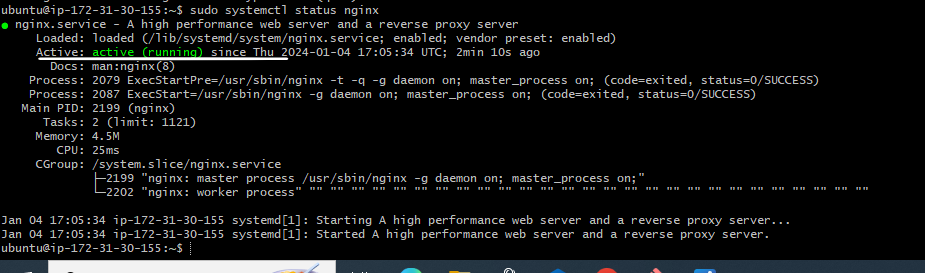 ubuntu@ip-172-31-30-155:~$ sudo systemctl status nginx
● nginx.service - A high performance web server and a reverse proxy server
Loaded: loaded (/lib/systemd/system/nginx.service; enabled; vendor preset: enabled)
Active: active (running) since Thu 2024-01-04 17:05:34 UTC; 2min 10s ago
Docs: man:nginx(8)
Process: 2079 ExecStartPre=/usr/sbin/nginx -t -q -g daemon on; master_process on; (code=exited, status=0/SUCCESS)
Process: 2087 ExecStart=/usr/sbin/nginx -g daemon on; master_process on; (code=exited, status=0/SUCCESS)
Main PID: 2199 (nginx)
Tasks: 2 (limit: 1121)
Memory: 4.5M
CPU: 25ms
CGroup: /system.slice/nginx.service
├─2199 "nginx: master process /usr/sbin/nginx -g daemon on; master_process on;"
└─2202 "nginx: worker process" "" "" "" "" "" "" "" "" "" "" "" "" "" "" "" "" "" "" "" "" "" "" "" "" "" "" "" "" "" "" "" "" "" "" "" "" "" "" "" ""
Jan 04 17:05:34 ip-172-31-30-155 systemd[1]: Starting A high performance web server and a reverse proxy server...
Jan 04 17:05:34 ip-172-31-30-155 systemd[1]: Started A high performance web server and a reverse proxy server.
ubuntu@ip-172-31-30-155:~$